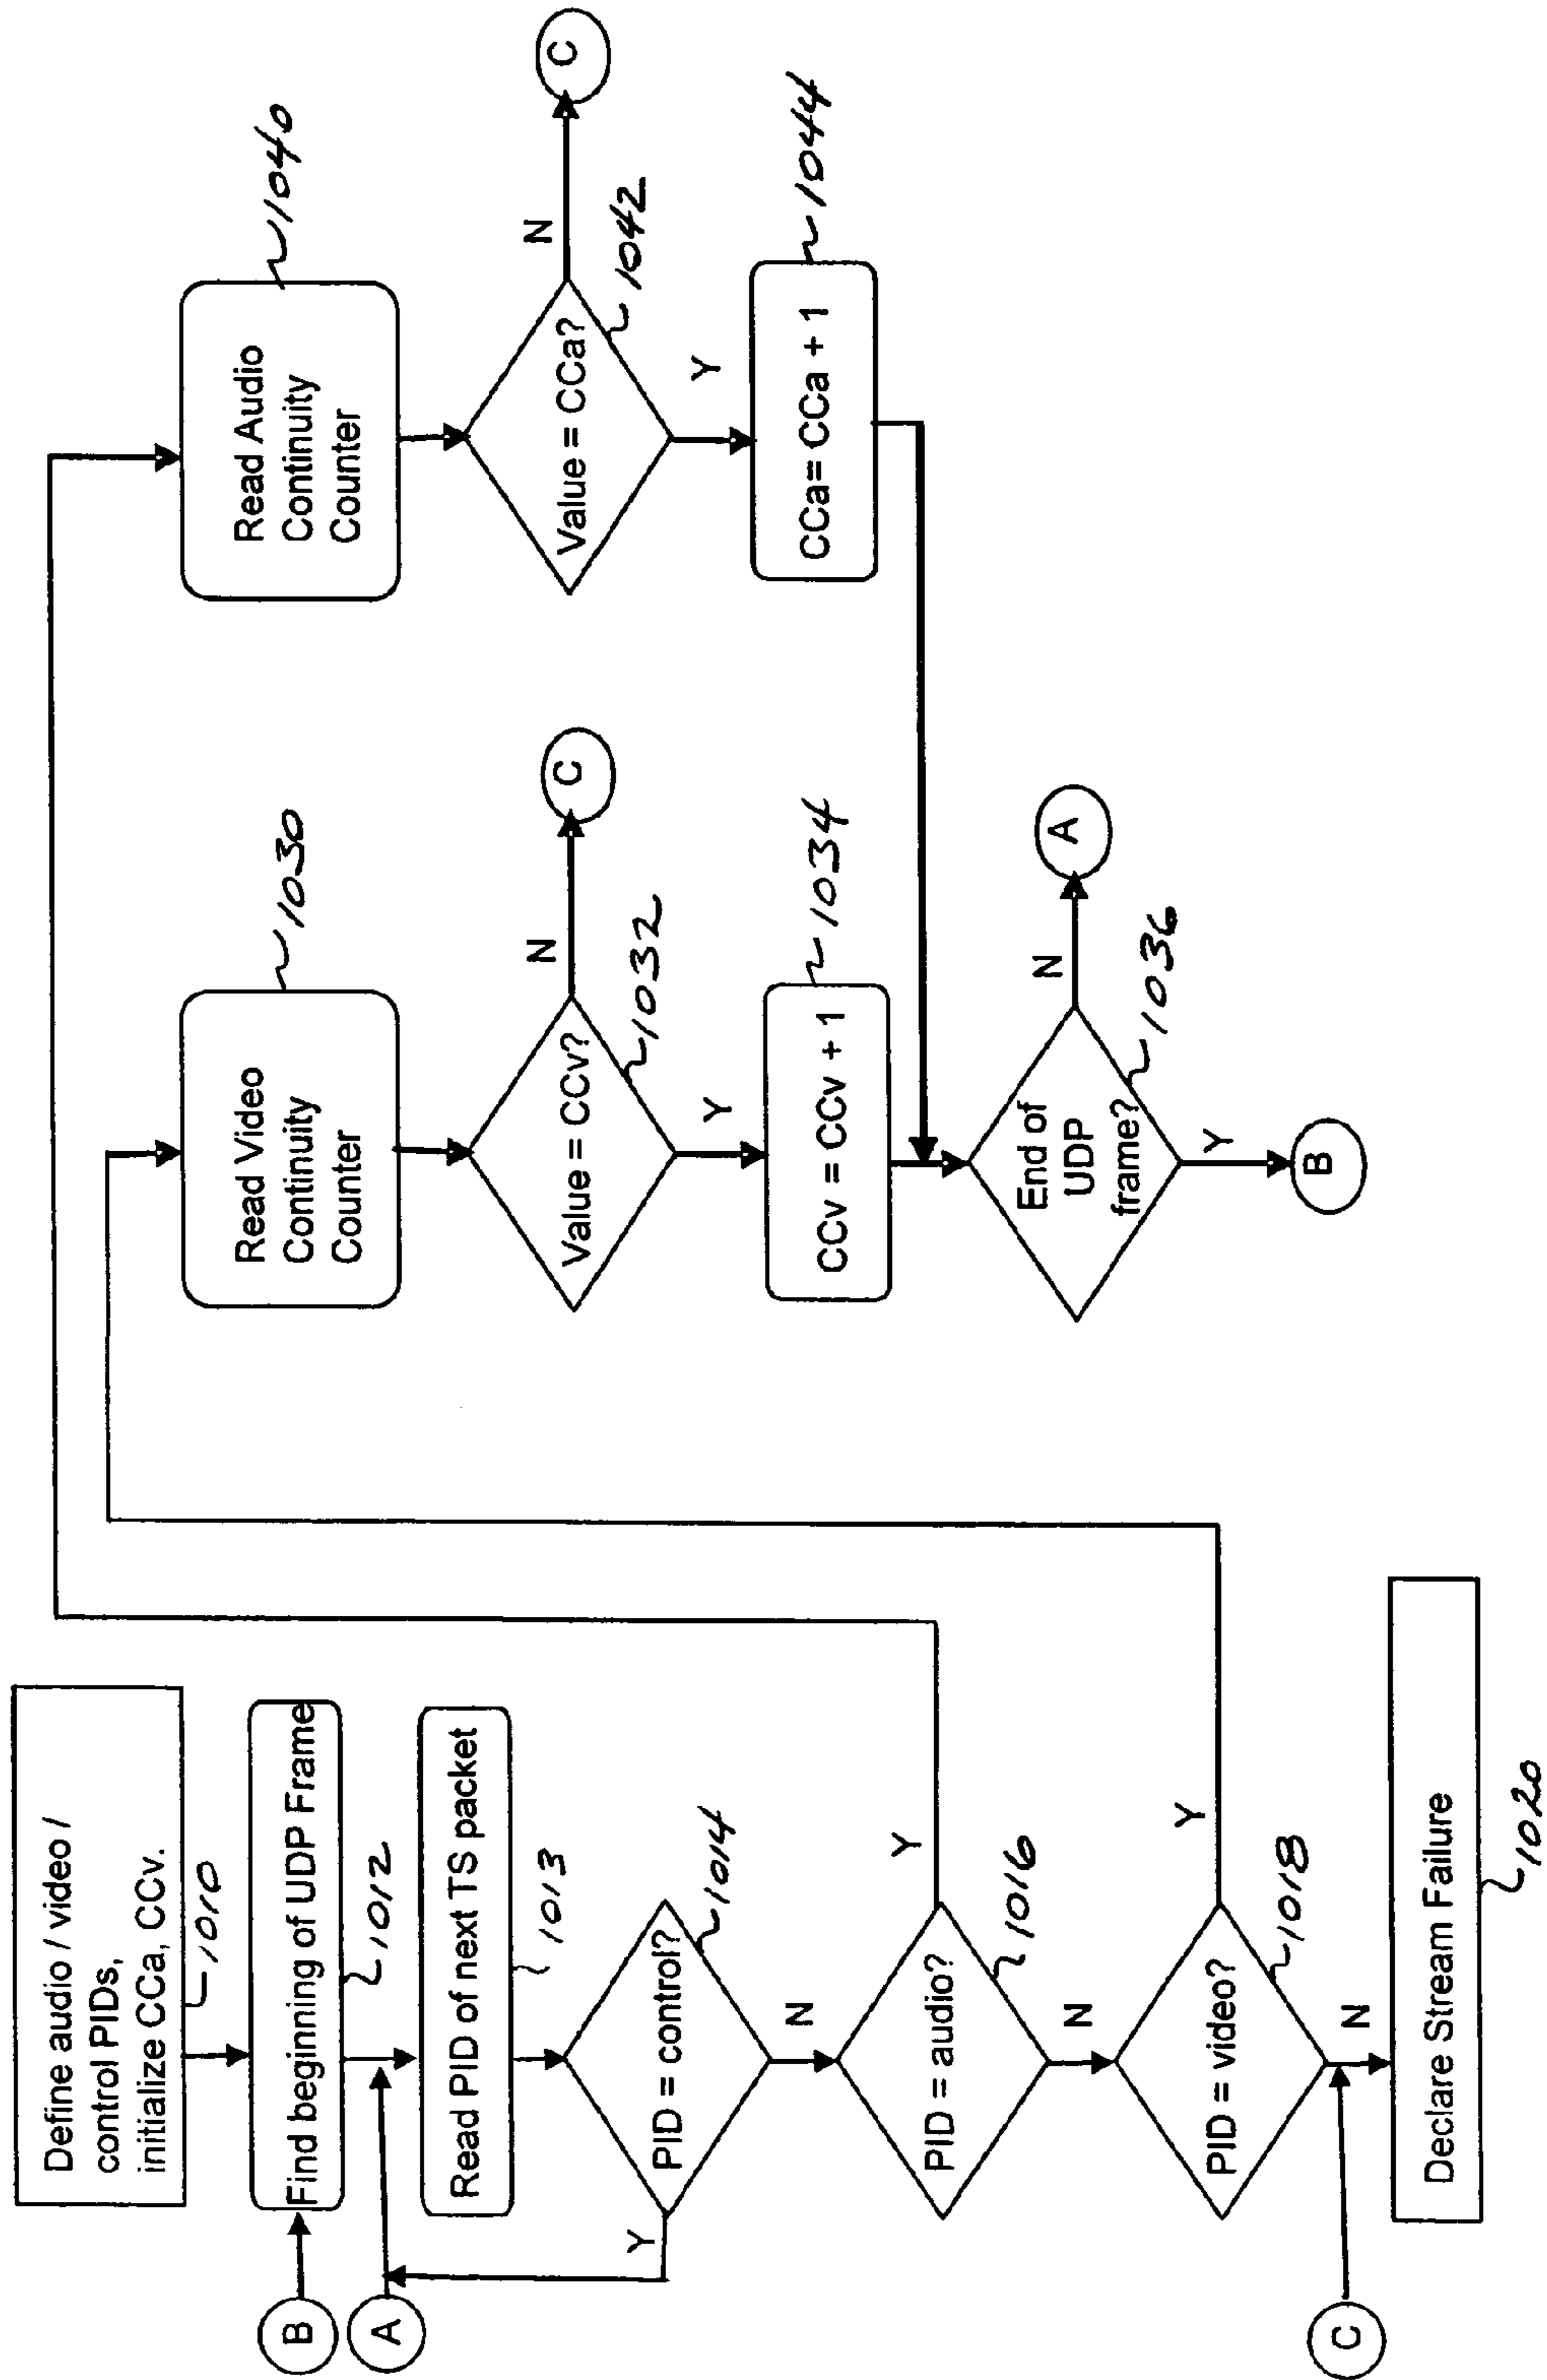 Define audio / video /
control PIDs,
initialize CCa, CCv.
1010
B
Find beginning of UDP Frame
1012
A
Read PID of next TS packet
1013
PID = control?
1014
Y
N
PID = audio?
1016
Y
N
PID = video?
1018
Y
N
C
Declare Stream Failure
1020
Read Video
Continuity
Counter
1030
Value = CCv?
1032
N
C
Y
CCv = CCv + 1
1034
End of
UDP
frame?
1036
N
A
Y
B
Read Audio
Continuity
Counter
1040
Value = CCa?
1042
N
C
Y
CCa= CCa + 1
1044